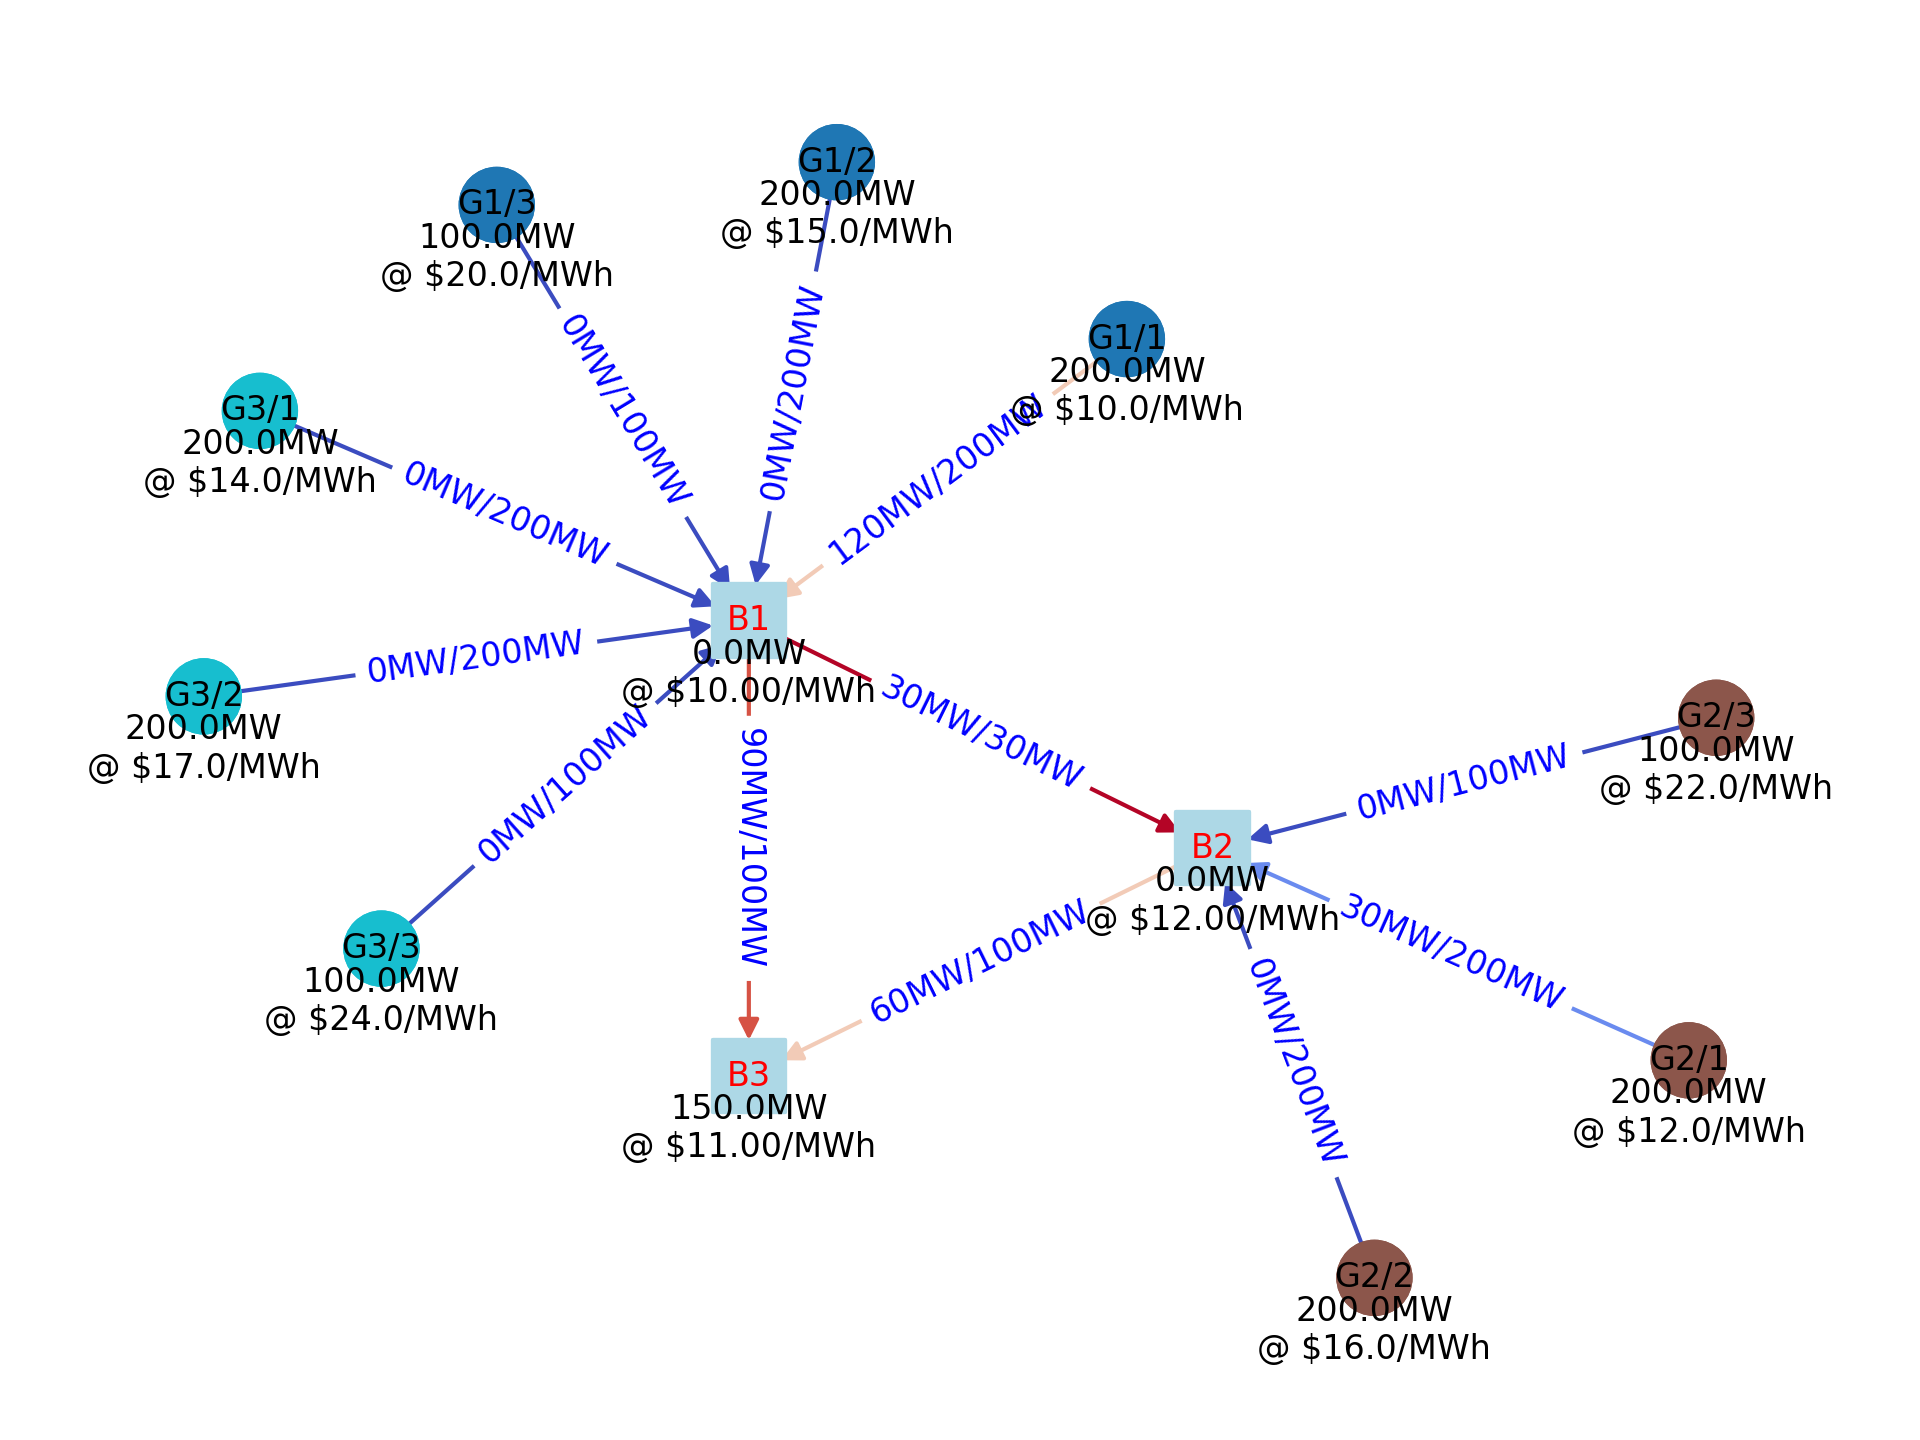 G1/2
200.0MW
@ $15.0/MWh
G1/3
100.0MW
@ $20.0/MWh
G1/1
200.0MW
@ $10.0/MWh
G3/1
200.0MW
@ $14.0/MWh
0MW/100MW
0MW/200MW
120MW/200MW
0MW/200MW
B1
0.0MW
@ $10.00/MWh
0MW/200MW
G3/2
200.0MW
@ $17.0/MWh
30MW/30MW
G2/3
100.0MW
@ $22.0/MWh
0MW/100MW
0MW/100MW
90MW/100MW
B2
0.0MW
@ $12.00/MWh
G3/3
100.0MW
@ $24.0/MWh
60MW/100MW
30MW/200MW
0MW/200MW
B3
150.0MW
@ $11.00/MWh
G2/1
200.0MW
@ $12.0/MWh
G2/2
200.0MW
@ $16.0/MWh